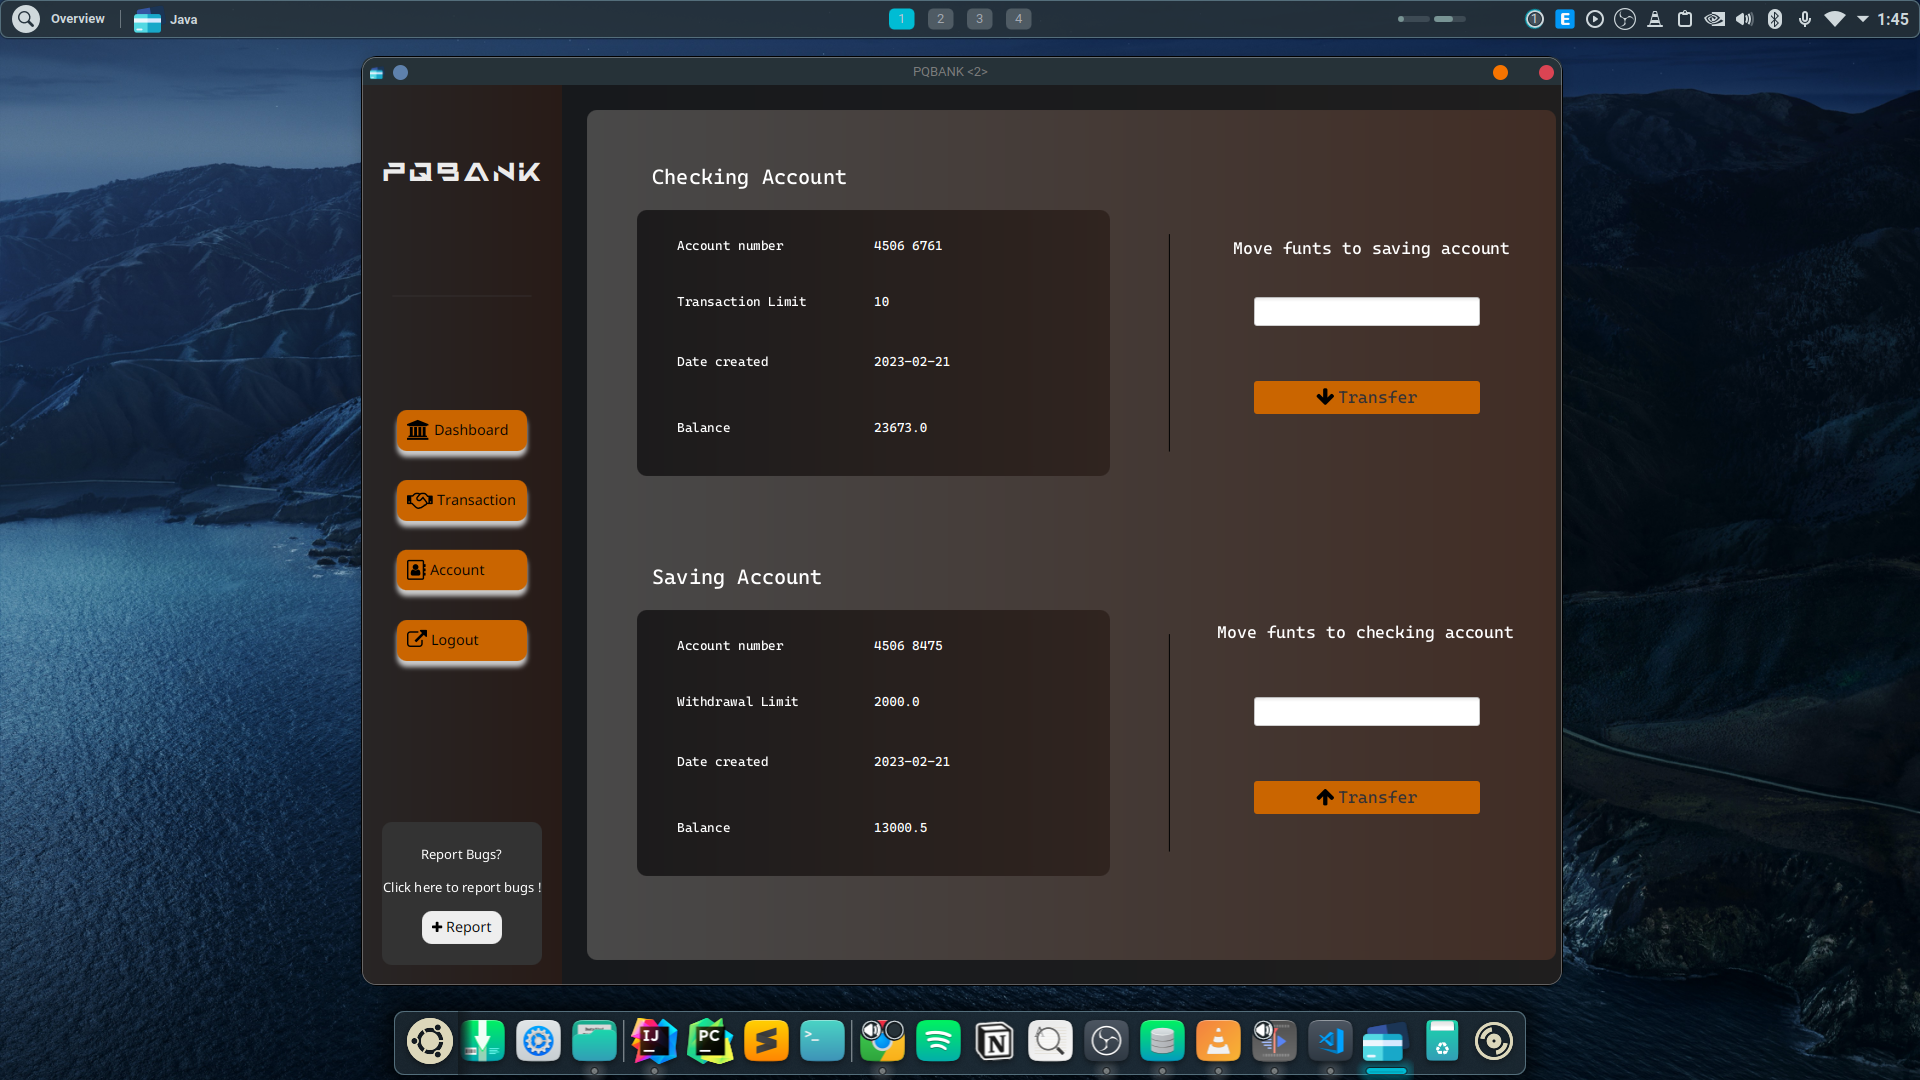 Overview
Java
1
2
3
4
1
E
1:45
PQBANK <2>
PQBANK
Dashboard
Transaction
Account
Logout
Report Bugs?
Click here to report bugs !
+ Report
Checking Account
Account number 4506 6761
Transaction Limit 10
Date created 2023-02-21
Balance 23673.0
Move funts to saving account
Transfer
Saving Account
Account number 4506 8475
Withdrawal Limit 2000.0
Date created 2023-02-21
Balance 13000.5
Move funts to checking account
Transfer
IJ
PC
>_
N